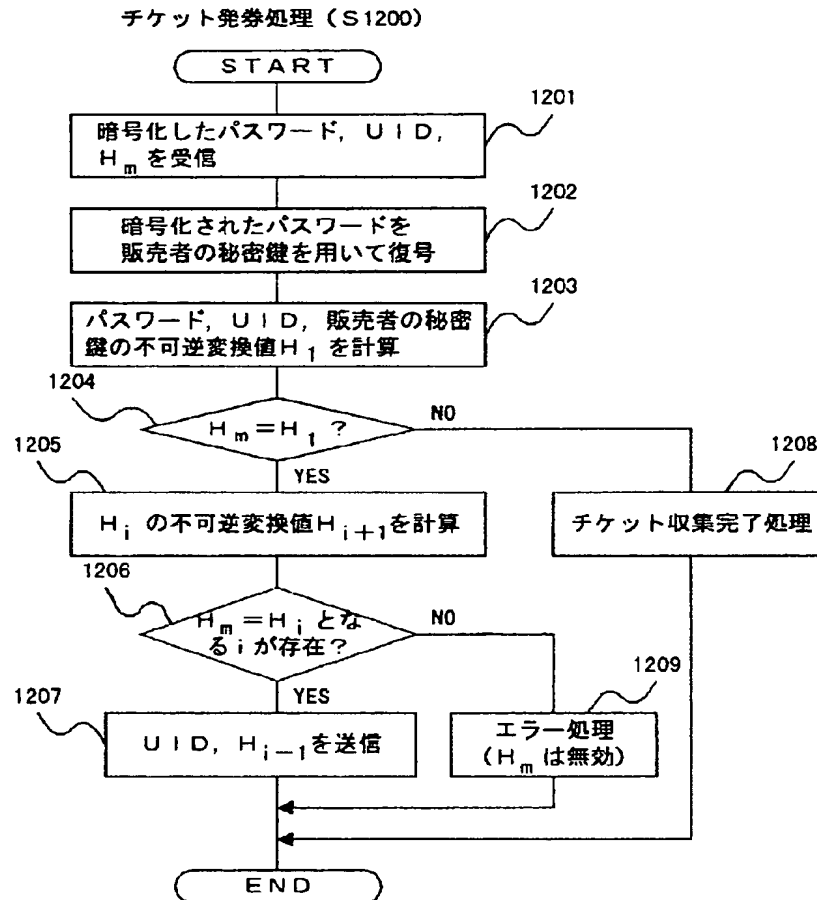 チケット発券処理（S1200）
START
1201
暗号化したパスワード，UID，
Hmを受信
1202
暗号化されたパスワードを
販売者の秘密鍵を用いて復号
1203
パスワード，UID，販売者の秘密
鍵の不可逆変換値H1を計算
1204
Hm＝H1？
NO
YES
1205
Hiの不可逆変換値Hi+1を計算
1208
チケット収集完了処理
1206
Hm＝Hiとな
るiが存在？
NO
YES
1207
UID，Hi-1を送信
1209
エラー処理
（Hmは無効）
END